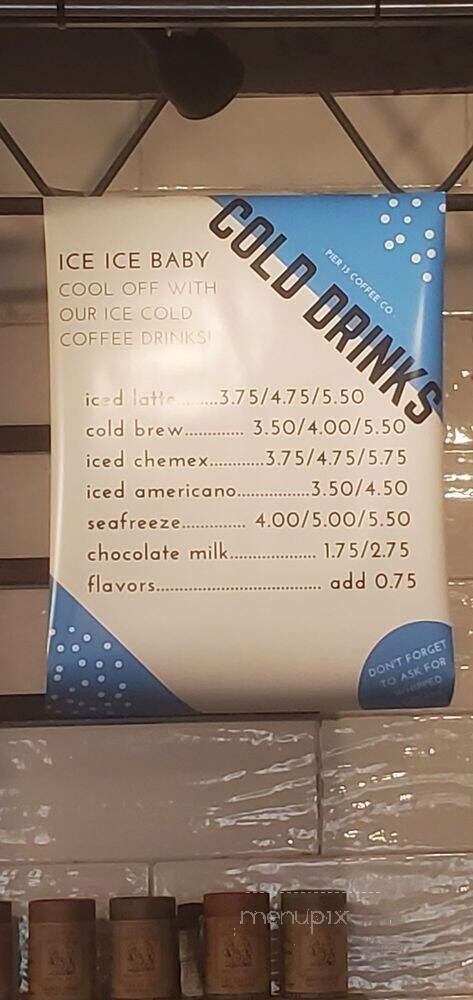 COLD DRINKS
PIER 13 COFFEE CO.
ICE ICE BABY
COOL OFF WITH
OUR ICE COLD
COFFEE DRINKS!
iced latte.........3.75/4.75/5.50
cold brew.............. 3.50/4.00/5.50
iced chemex.............3.75/4.75/5.75
iced americano.................3.50/4.50
seafreeze............... 4.00/5.00/5.50
chocolate milk.................... 1.75/2.75
flavors...................................... add 0.75
DON'T FORGET
TO ASK FOR
WHIPPED
menupix